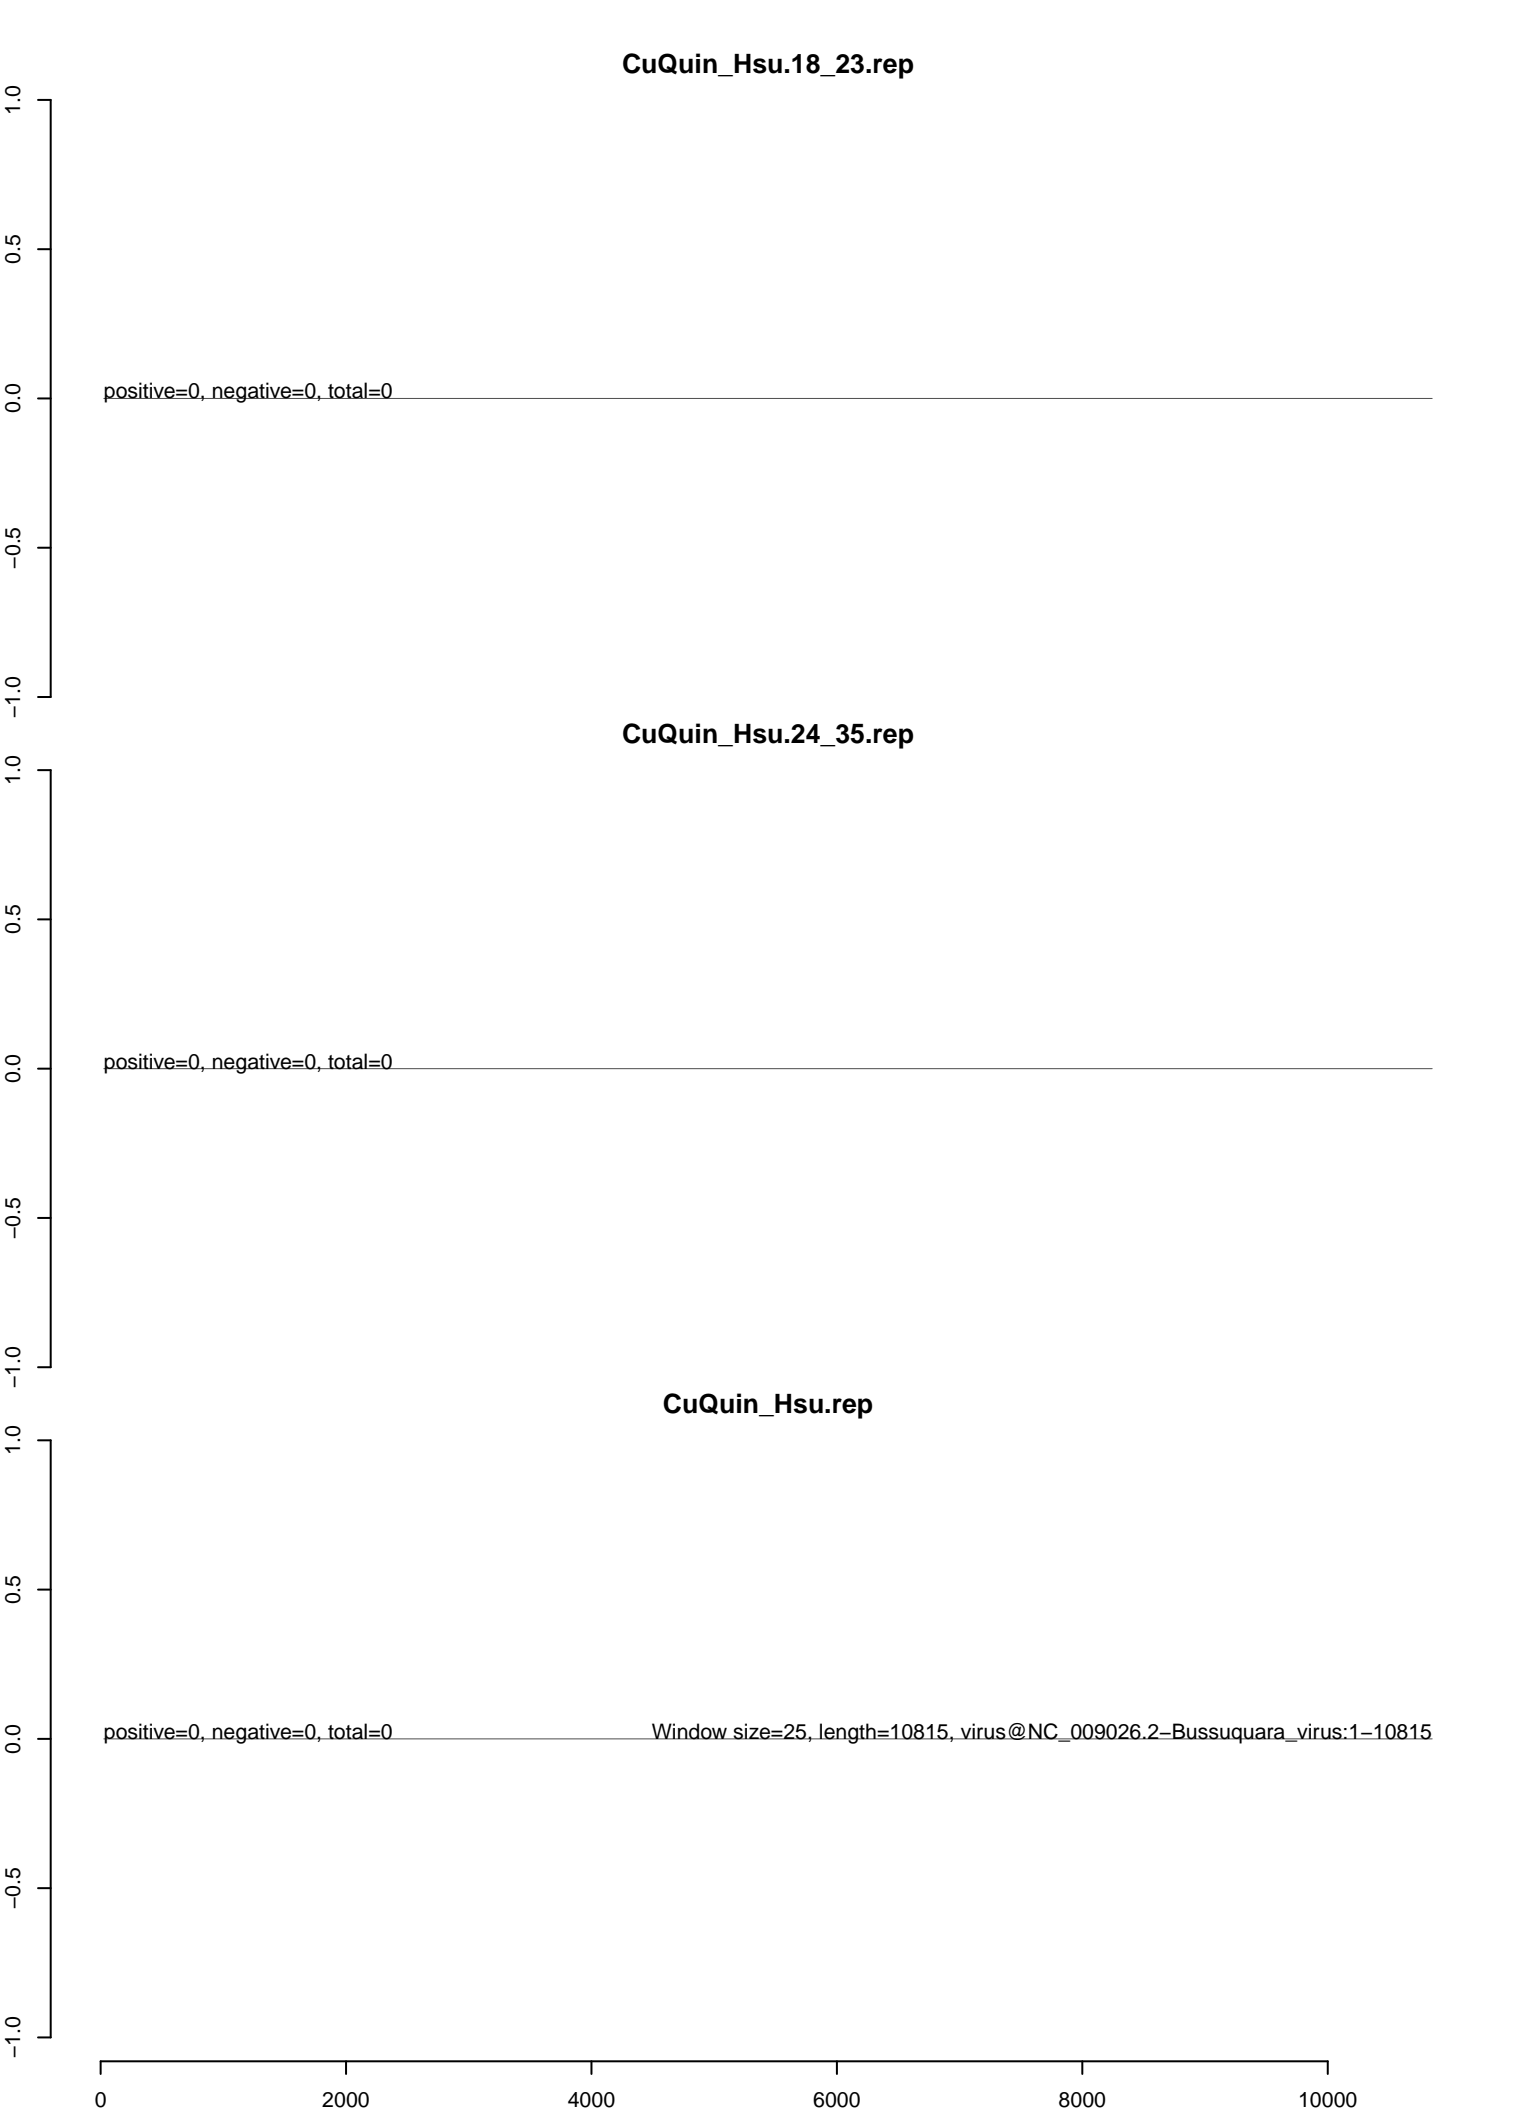 CuQuin_Hsu.18_23.rep
1.0
0.5
0.0
−0.5
−1.0
positive=0, negative=0, total=0
CuQuin_Hsu.24_35.rep
1.0
0.5
0.0
−0.5
−1.0
positive=0, negative=0, total=0
CuQuin_Hsu.rep
1.0
0.5
0.0
−0.5
−1.0
positive=0, negative=0, total=0
Window size=25, length=10815, virus@NC_009026.2−Bussuquara_virus:1−10815
0 2000 4000 6000 8000 10000